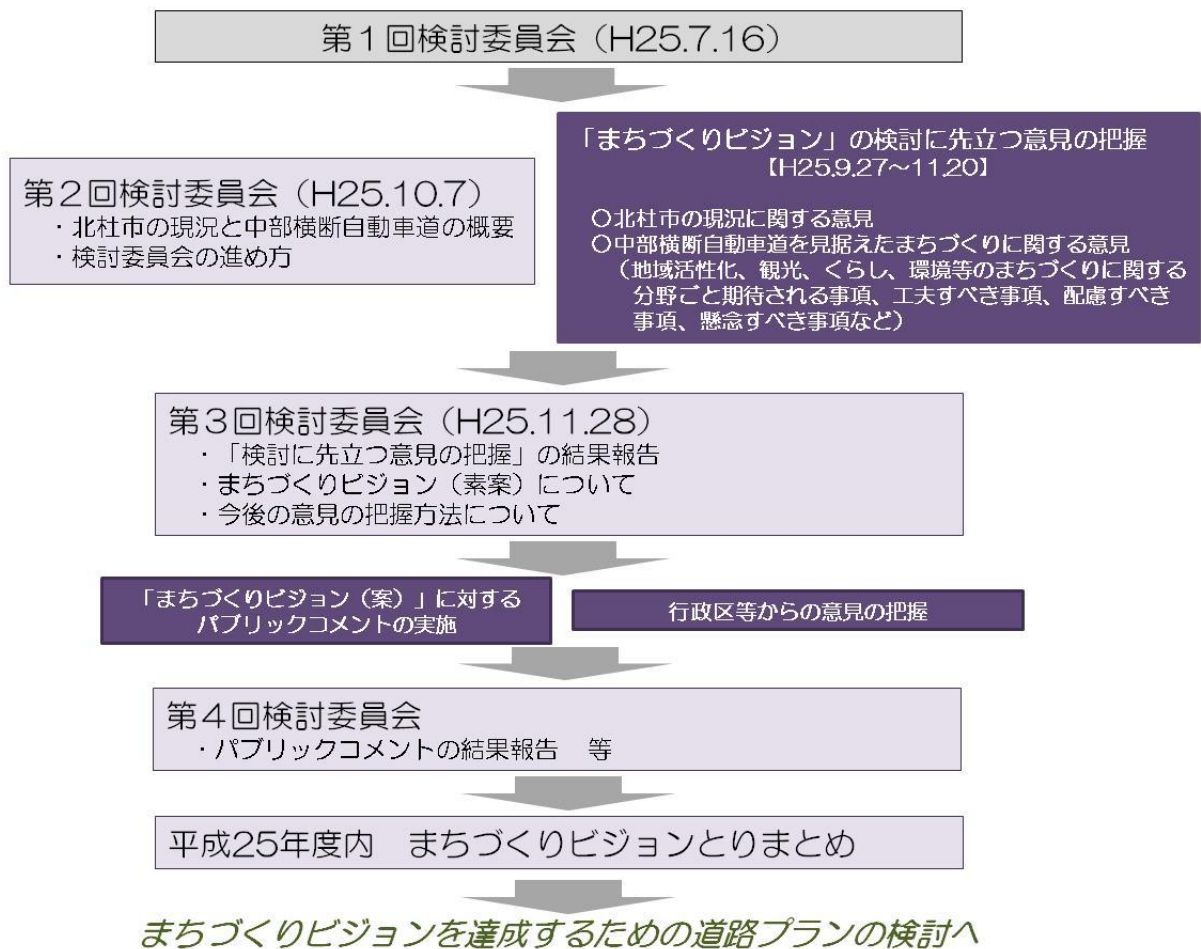 第1回検討委員会（H25.7.16）
「まちづくりビジョン」の検討に先立つ意見の把握
【H25.9.27～11.20】
○北杜市の現況に関する意見
○中部横断自動車道を見据えたまちづくりに関する意見
（地域活性化、観光、くらし、環境等のまちづくりに関する
分野ごと期待される事項、工夫すべき事項、配慮すべき
事項、懸念すべき事項など）
第2回検討委員会（H25.10.7）
・北杜市の現況と中部横断自動車道の概要
・検討委員会の進め方
第3回検討委員会（H25.11.28）
・「検討に先立つ意見の把握」の結果報告
・まちづくりビジョン（素案）について
・今後の意見の把握方法について
「まちづくりビジョン（案）」に対する
パブリックコメントの実施
行政区等からの意見の把握
第4回検討委員会
・パブリックコメントの結果報告　等
平成25年度内　まちづくりビジョンとりまとめ
まちづくりビジョンを達成するための道路プランの検討へ